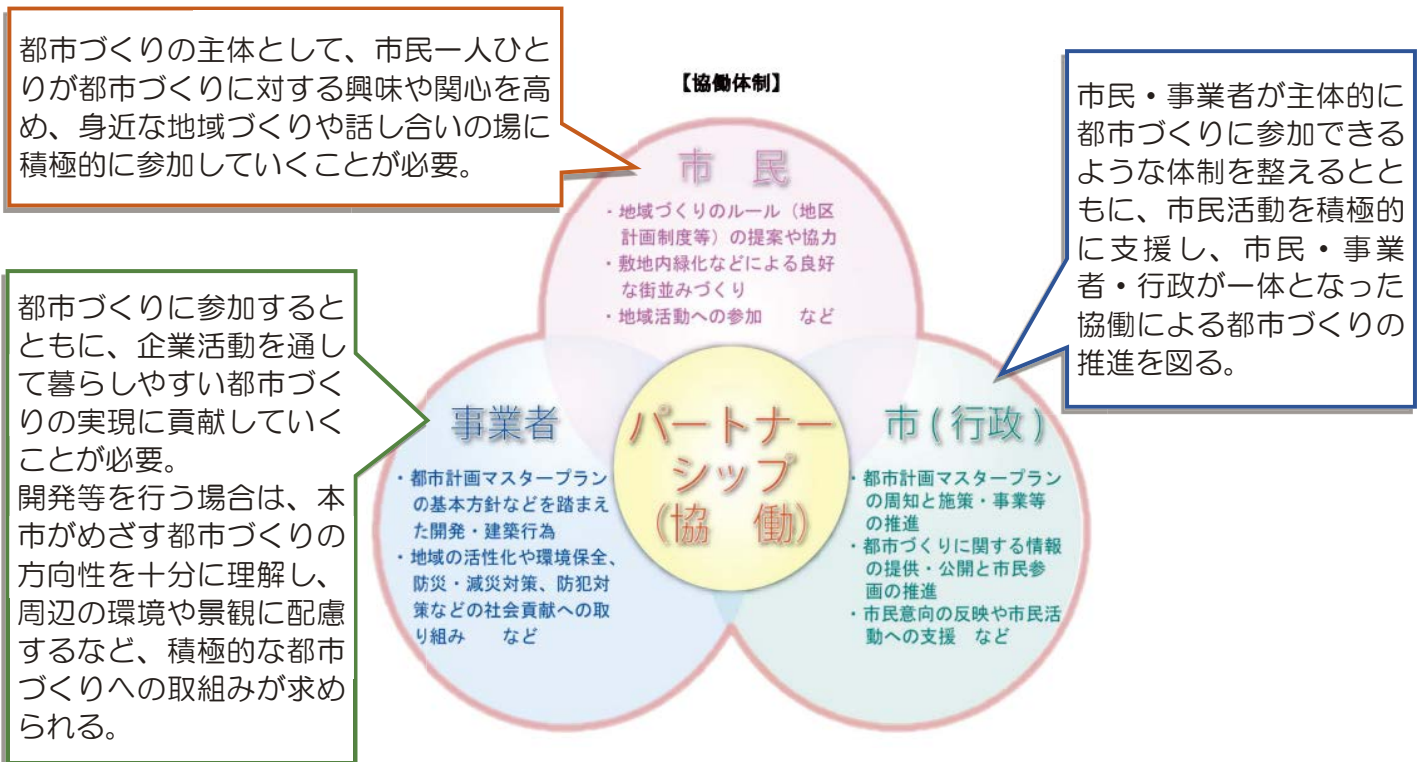 都市づくりの主体として、市民一人ひと
りが都市づくりに対する興味や関心を高
め、身近な地域づくりや話し合いの場に
積極的に参加していくことが必要。
【協働体制】
市民・事業者が主体的に
都市づくりに参加できる
ような体制を整えるとと
もに、市民活動を積極的
に支援し、市民・事業
者・行政が一体となった
協働による都市づくりの
推進を図る。
市 民
・地域づくりのルール(地区
計画制度等)の提案や協力
・敷地内緑化などによる良好
な街並みづくり
・地域活動への参加 など
都市づくりに参加すると
ともに、企業活動を通し
て暮らしやすい都市づく
りの実現に貢献していく
ことが必要。
開発等を行う場合は、本
市がめざす都市づくりの
方向性を十分に理解し、
周辺の環境や景観に配慮
するなど、積極的な都市
づくりへの取組みが求め
られる。
事業者
・都市計画マスタープラン
の基本方針などを踏まえ
た開発・建築行為
・地域の活性化や環境保全、
防災・減災対策、防犯対
策などの社会貢献への取
り組み など
パートナー
シップ
(協 働)
市(行政)
・都市計画マスタープラン
の周知と施策・事業等
の推進
・都市づくりに関する情報
の提供・公開と市民参
画の推進
・市民意向の反映や市民活
動への支援 など